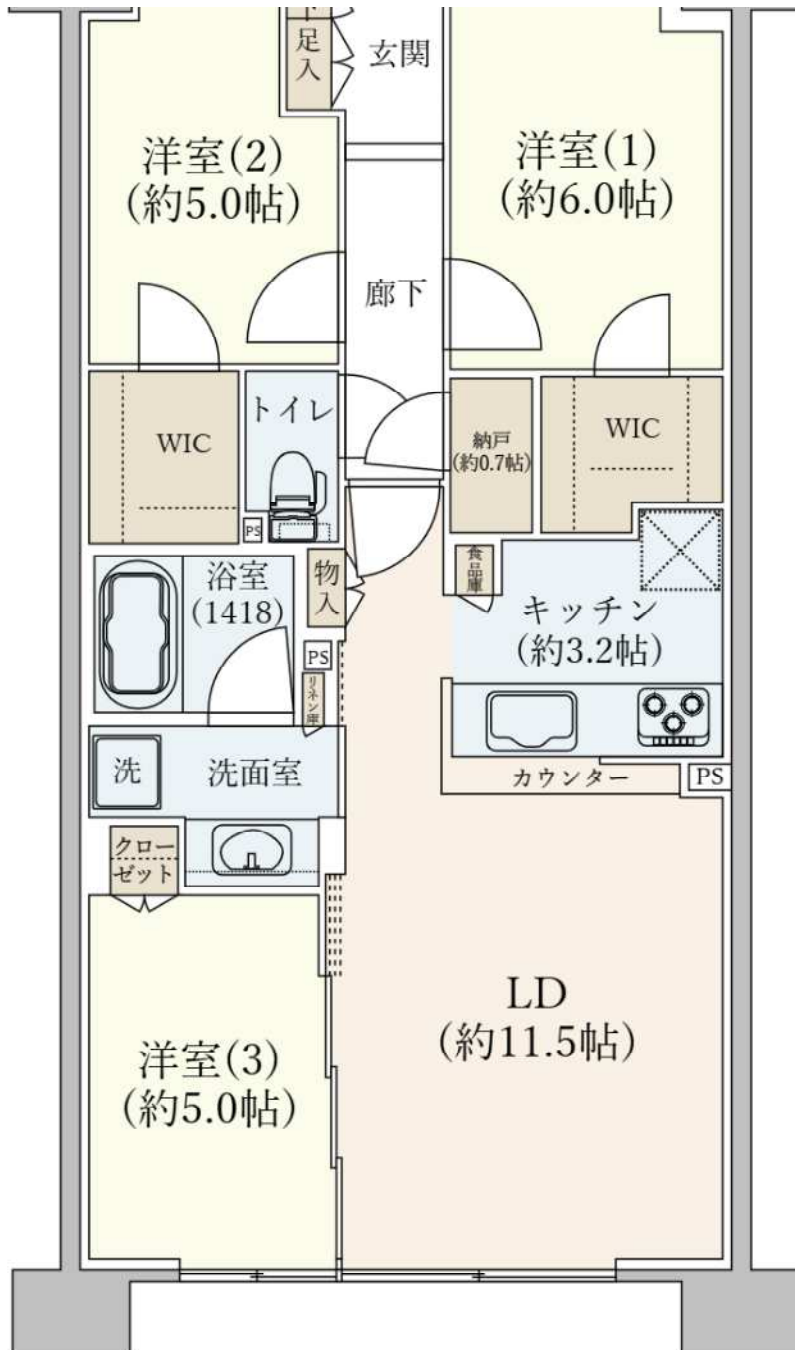 下足入
玄関
洋室(2)
(約5.0帖)
洋室(1)
(約6.0帖)
廊下
トイレ
WIC
納戸
(約0.7帖)
WIC
PS
浴室
(1418)
物入
食品庫
キッチン
(約3.2帖)
PS
リネン庫
洗
洗面室
カウンター
PS
クロー
ゼット
LD
(約11.5帖)
洋室(3)
(約5.0帖)